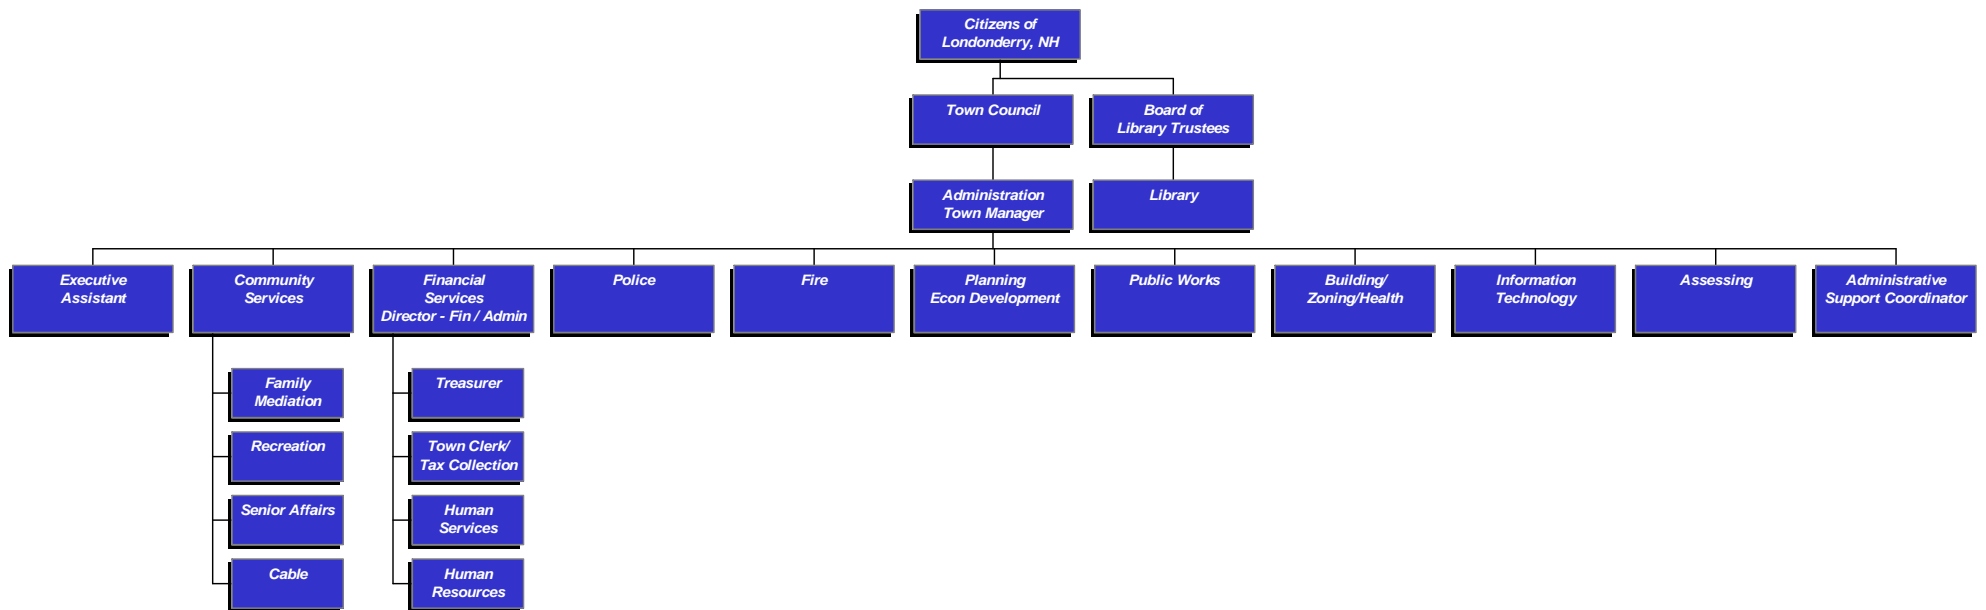 Citizens of
Londonderry, NH
Town Council
Board of
Library Trustees
Administration
Town Manager
Library
Executive
Assistant
Community
Services
Financial
Services
Director - Fin / Admin
Police
Fire
Planning
Econ Development
Public Works
Building/
Zoning/Health
Information
Technology
Assessing
Administrative
Support Coordinator
Family
Mediation
Recreation
Senior Affairs
Cable
Treasurer
Town Clerk/
Tax Collection
Human
Services
Human
Resources